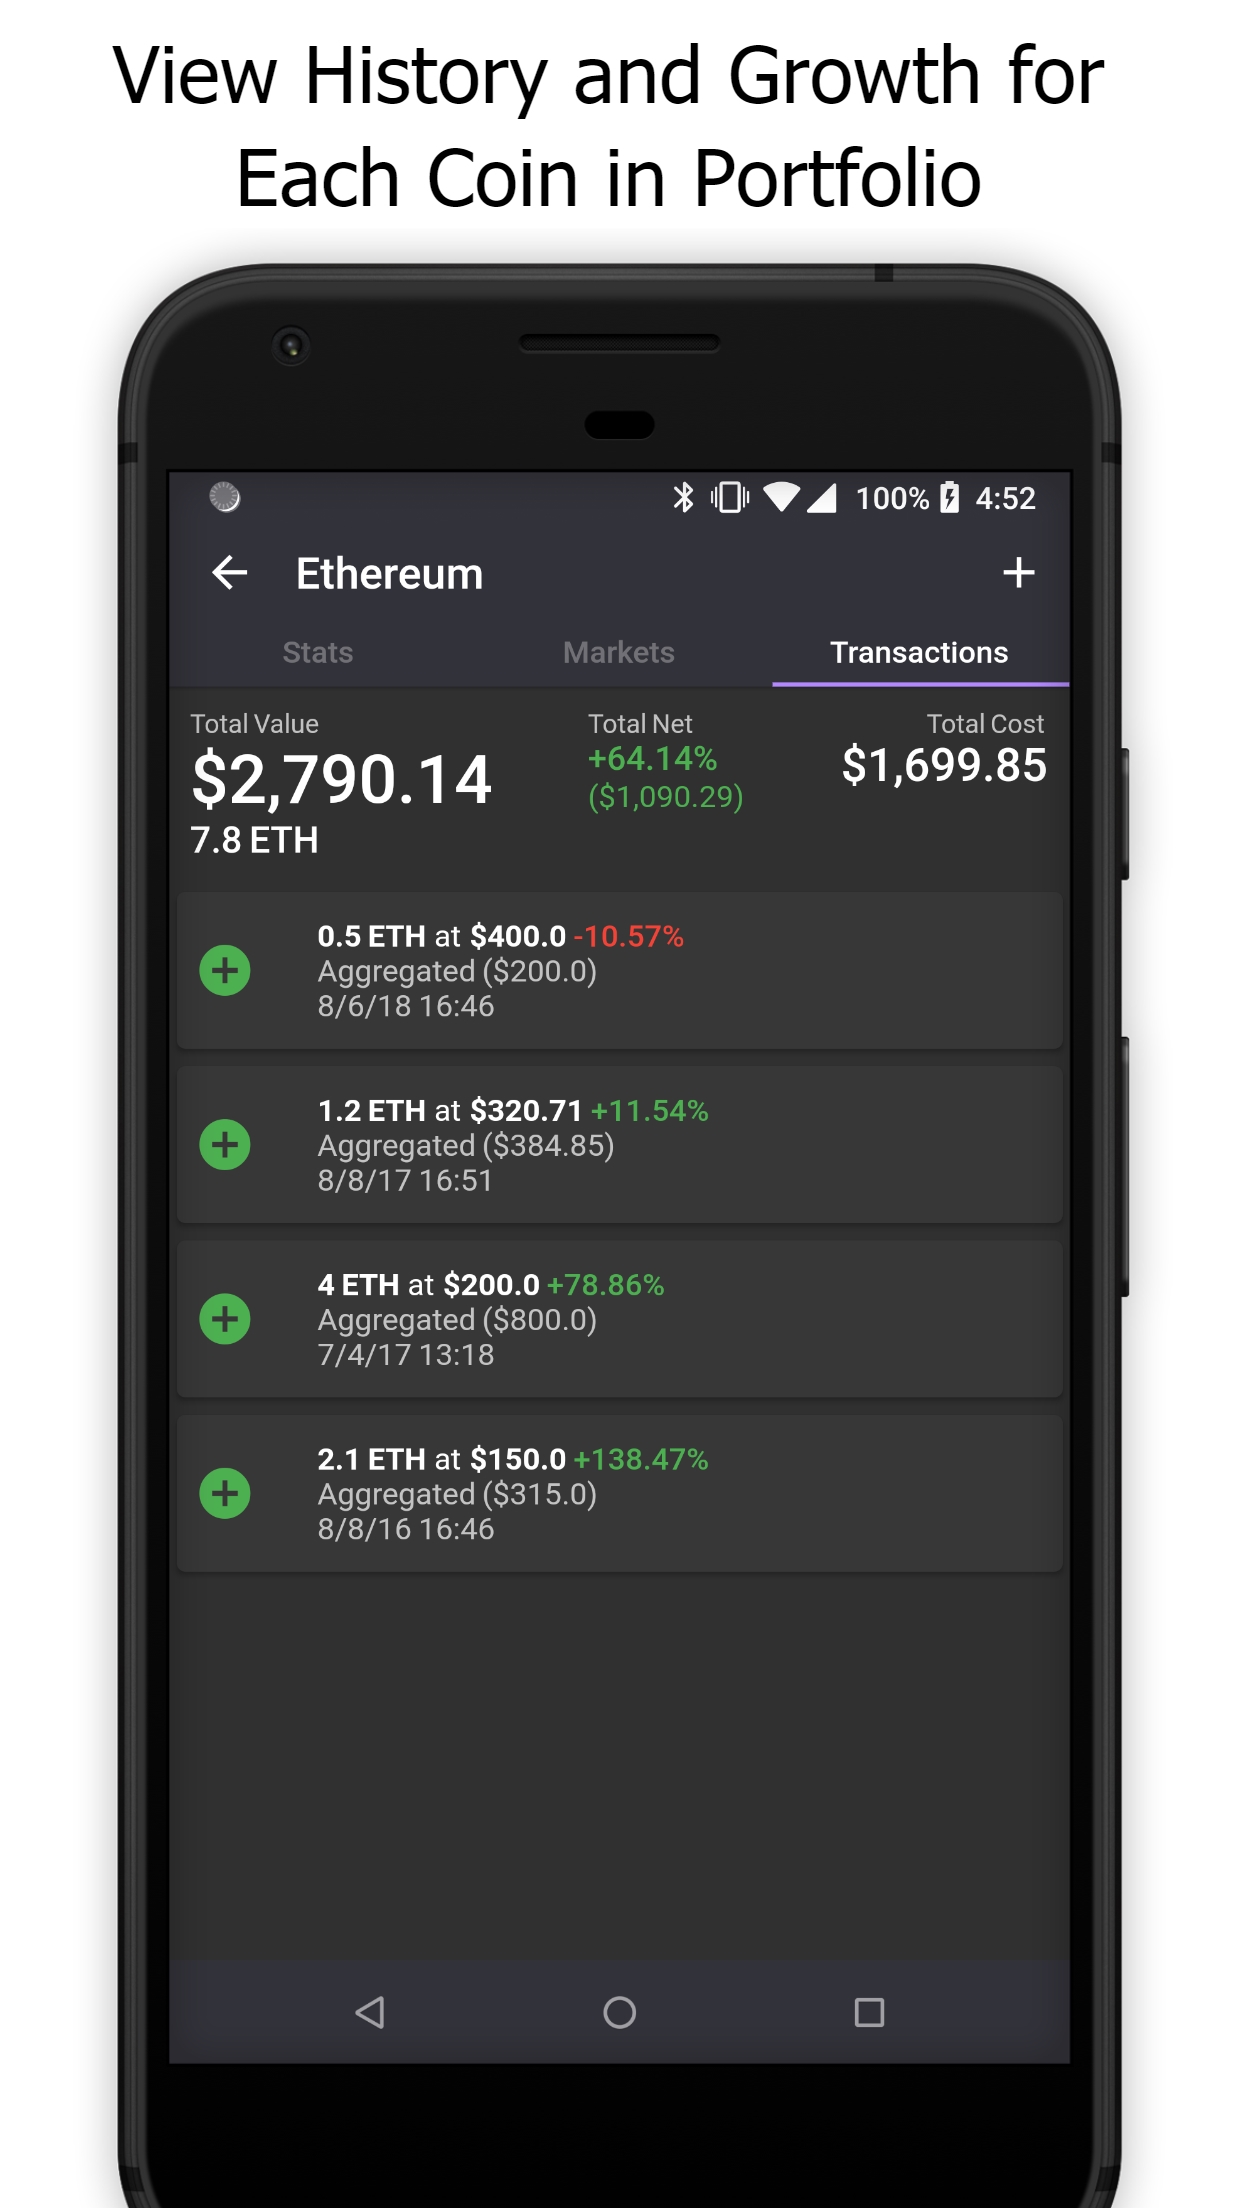 View History and Growth for
Each Coin in Portfolio
100% 4:52
Ethereum
Stats Markets Transactions
Total Value Total Net Total Cost
$2,790.14 +64.14% $1,699.85
($1,090.29)
7.8 ETH
0.5 ETH at $400.0 -10.57%
Aggregated ($200.0)
8/6/18 16:46
1.2 ETH at $320.71 +11.54%
Aggregated ($384.85)
8/8/17 16:51
4 ETH at $200.0 +78.86%
Aggregated ($800.0)
7/4/17 13:18
2.1 ETH at $150.0 +138.47%
Aggregated ($315.0)
8/8/16 16:46